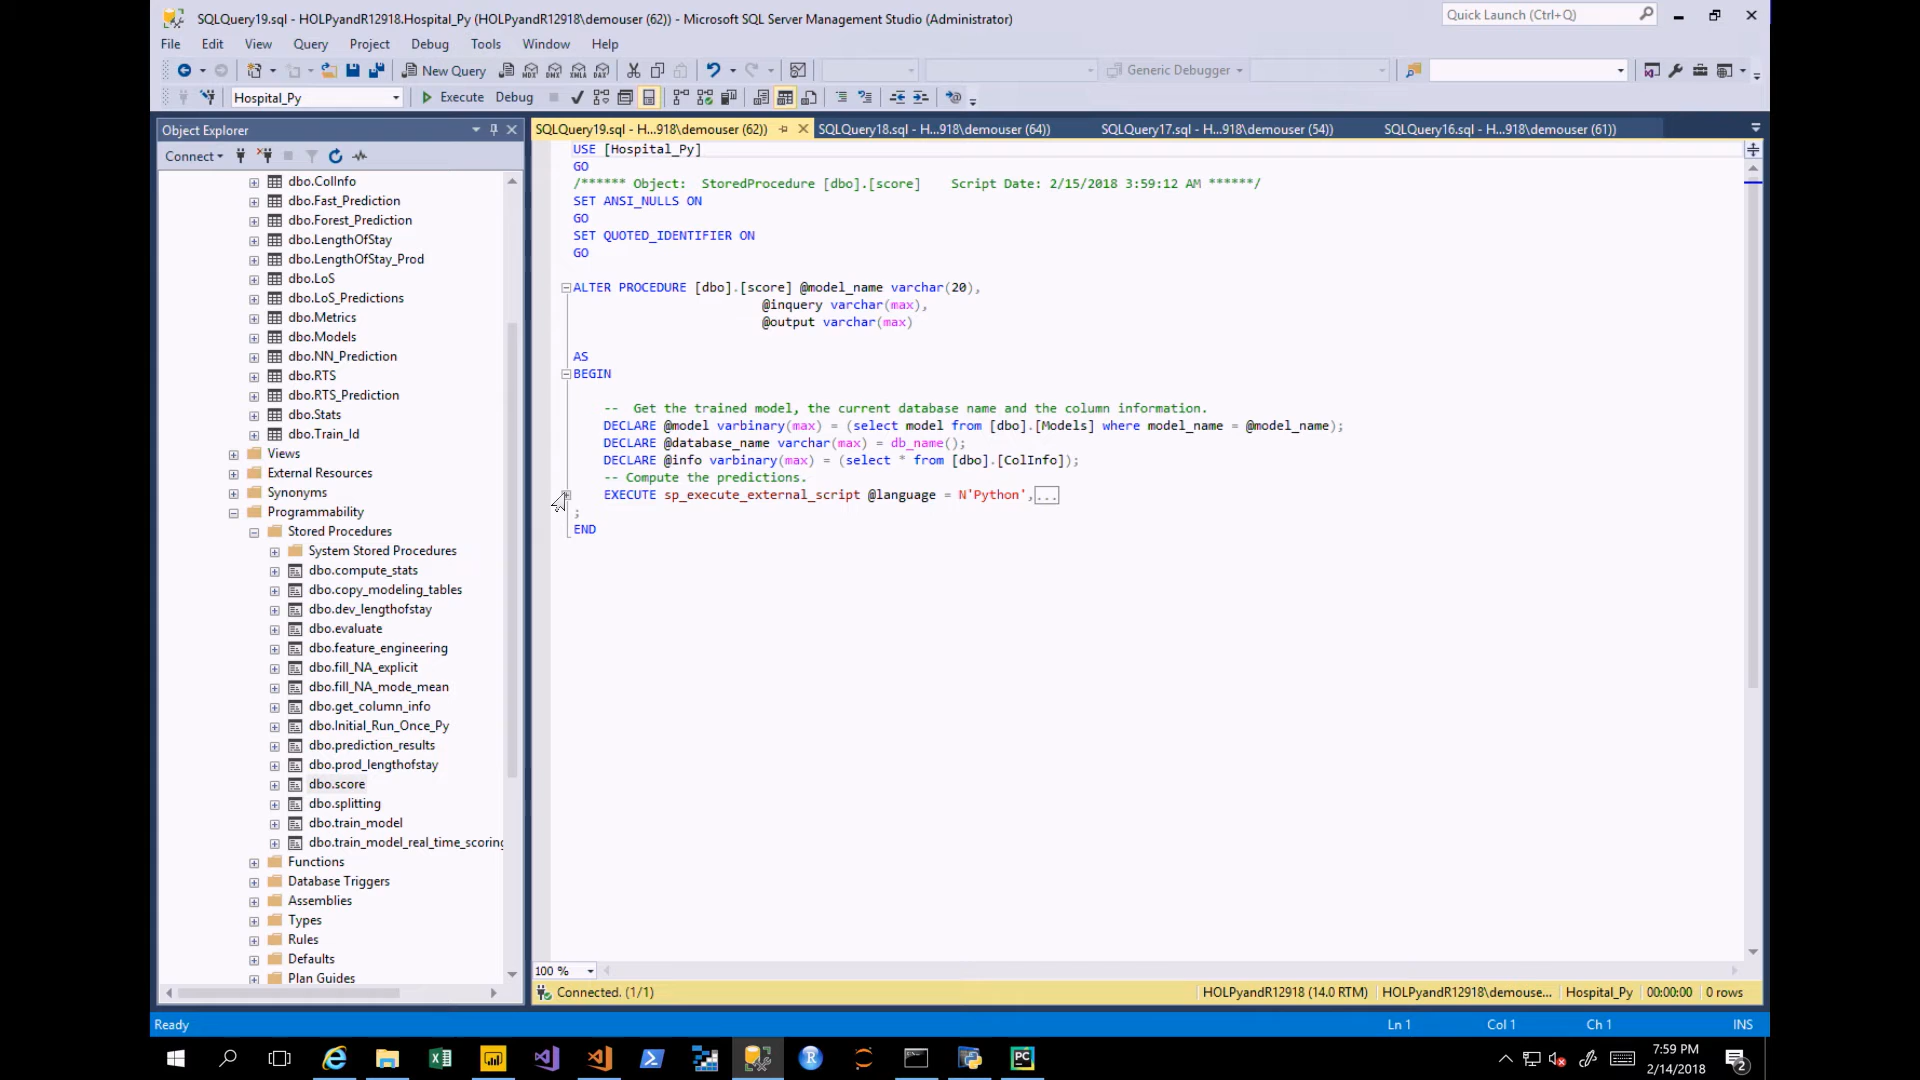 SQLQuery19.sql - HOLPyandR12918.Hospital_Py (HOLPyandR12918\demouser (62)) - Microsoft SQL Server Management Studio (Administrator)
Quick Launch (Ctrl+Q)
File Edit View Query Project Debug Tools Window Help
New Query
Generic Debugger
Hospital_Py
Execute Debug
Object Explorer
SQLQuery19.sql - H...918\demouser (62))
SQLQuery18.sql - H...918\demouser (64))
SQLQuery17.sql - H...918\demouser (54))
SQLQuery16.sql - H...918\demouser (61))
Connect
dbo.ColInfo
dbo.Fast_Prediction
dbo.Forest_Prediction
dbo.LengthOfStay
dbo.LengthOfStay_Prod
dbo.LoS
dbo.LoS_Predictions
dbo.Metrics
dbo.Models
dbo.NN_Prediction
dbo.RTS
dbo.RTS_Prediction
dbo.Stats
dbo.Train_Id
Views
External Resources
Synonyms
Programmability
Stored Procedures
System Stored Procedures
dbo.compute_stats
dbo.copy_modeling_tables
dbo.dev_lengthofstay
dbo.evaluate
dbo.feature_engineering
dbo.fill_NA_explicit
dbo.fill_NA_mode_mean
dbo.get_column_info
dbo.Initial_Run_Once_Py
dbo.prediction_results
dbo.prod_lengthofstay
dbo.score
dbo.splitting
dbo.train_model
dbo.train_model_real_time_scoring
Functions
Database Triggers
Assemblies
Types
Rules
Defaults
Plan Guides
USE [Hospital_Py]
GO
/****** Object:  StoredProcedure [dbo].[score]    Script Date: 2/15/2018 3:59:12 AM ******/
SET ANSI_NULLS ON
GO
SET QUOTED_IDENTIFIER ON
GO
ALTER PROCEDURE [dbo].[score] @model_name varchar(20),
@inquery varchar(max),
@output varchar(max)
AS
BEGIN
--  Get the trained model, the current database name and the column information.
DECLARE @model varbinary(max) = (select model from [dbo].[Models] where model_name = @model_name);
DECLARE @database_name varchar(max) = db_name();
DECLARE @info varbinary(max) = (select * from [dbo].[ColInfo]);
-- Compute the predictions.
EXECUTE sp_execute_external_script @language = N'Python',...
;
END
100 %
Connected. (1/1)
HOLPyandR12918 (14.0 RTM) HOLPyandR12918\demouse... Hospital_Py 00:00:00 0 rows
Ready
Ln 1 Col 1 Ch 1 INS
7:59 PM
2/14/2018
2